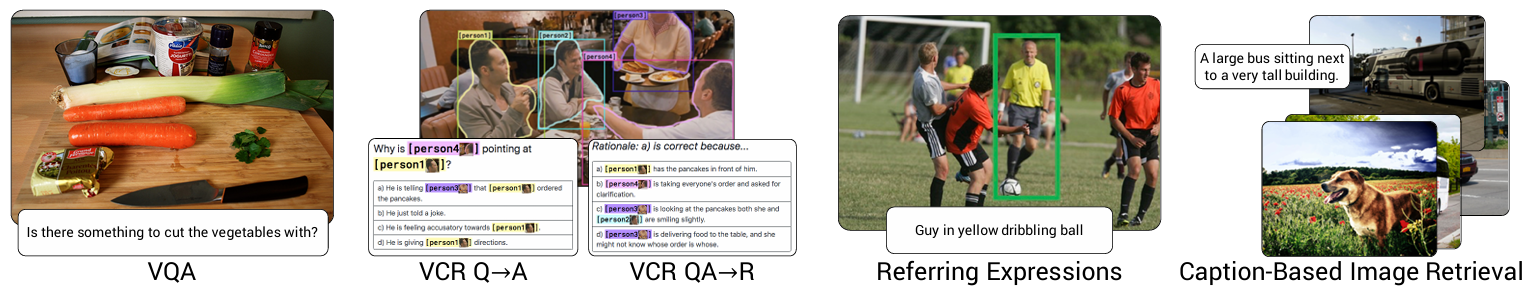 Is there something to cut the vegetables with?
VQA
[person1]
[person2]
[person3]
[person4]
Why is [person4] pointing at
[person1]?
a) He is telling [person3] that [person1] ordered
the pancakes.
b) He just told a joke.
c) He is feeling accusatory towards [person1].
d) He is giving [person1] directions.
VCR Q→A
Rationale: a) is correct because...
a) [person1] has the pancakes in front of him.
b) [person4] is taking everyone's order and asked for
clarification.
c) [person3] is looking at the pancakes both she and
[person2] are smiling slightly.
d) [person3] is delivering food to the table, and she
might not know whose order is whose.
VCR QA→R
Guy in yellow dribbling ball
Referring Expressions
A large bus sitting next
to a very tall building.
Caption-Based Image Retrieval